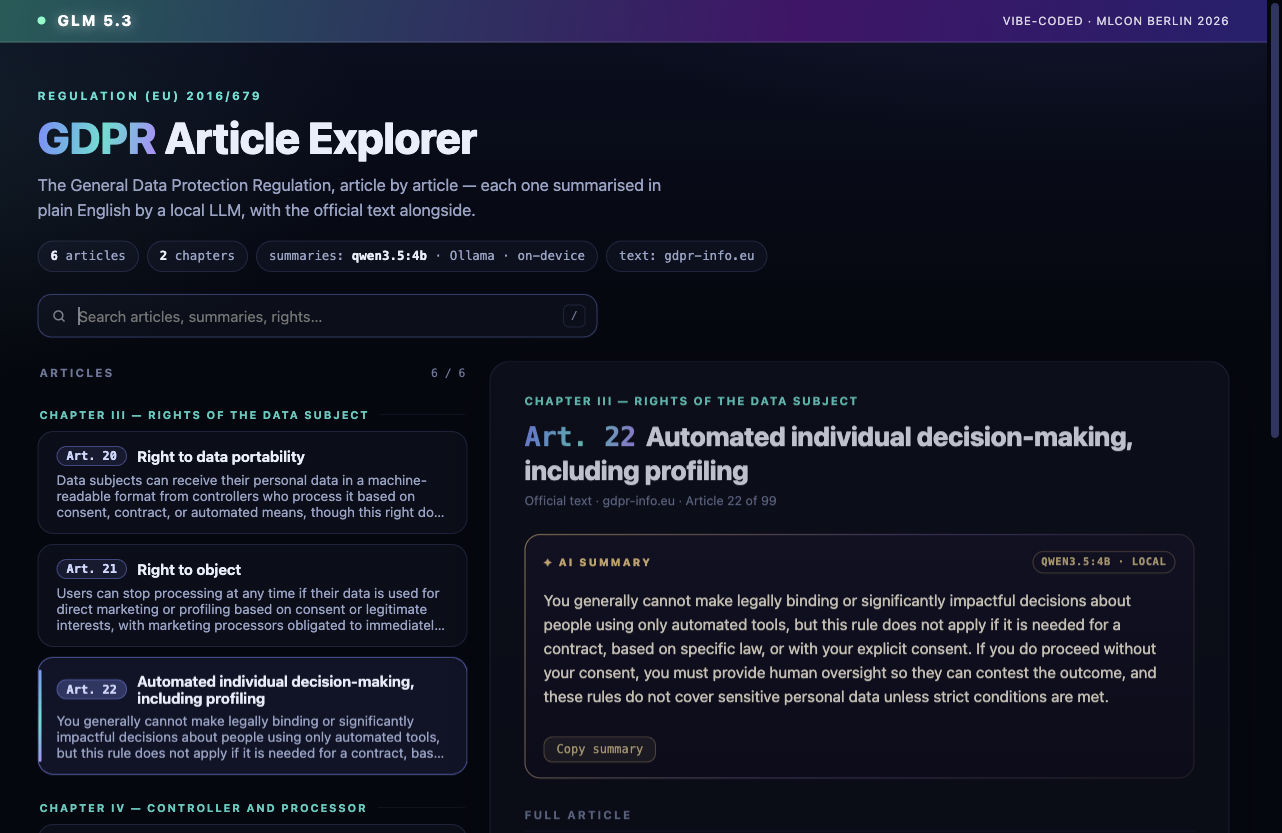 GLM 5.3
VIBE-CODED · MLCON BERLIN 2026
REGULATION (EU) 2016/679
GDPR Article Explorer
The General Data Protection Regulation, article by article — each one summarised in
plain English by a local LLM, with the official text alongside.
6 articles
2 chapters
summaries: qwen3.5:4b · Ollama · on-device
text: gdpr-info.eu
Search articles, summaries, rights...
/
ARTICLES
6 / 6
CHAPTER III — RIGHTS OF THE DATA SUBJECT
Art. 20 Right to data portability
Data subjects can receive their personal data in a machine-
readable format from controllers who process it based on
consent, contract, or automated means, though this right do...
Art. 21 Right to object
Users can stop processing at any time if their data is used for
direct marketing or profiling based on consent or legitimate
interests, with marketing processors obligated to immediatel...
Art. 22 Automated individual decision-making,
including profiling
You generally cannot make legally binding or significantly
impactful decisions about people using only automated tools,
but this rule does not apply if it is needed for a contract, bas...
CHAPTER IV — CONTROLLER AND PROCESSOR
CHAPTER III — RIGHTS OF THE DATA SUBJECT
Art. 22 Automated individual decision-making,
including profiling
Official text · gdpr-info.eu · Article 22 of 99
✦ AI SUMMARY
QWEN3.5:4B · LOCAL
You generally cannot make legally binding or significantly impactful decisions about
people using only automated tools, but this rule does not apply if it is needed for a
contract, based on specific law, or with your explicit consent. If you do proceed without
your consent, you must provide human oversight so they can contest the outcome, and
these rules do not cover sensitive personal data unless strict conditions are met.
Copy summary
FULL ARTICLE